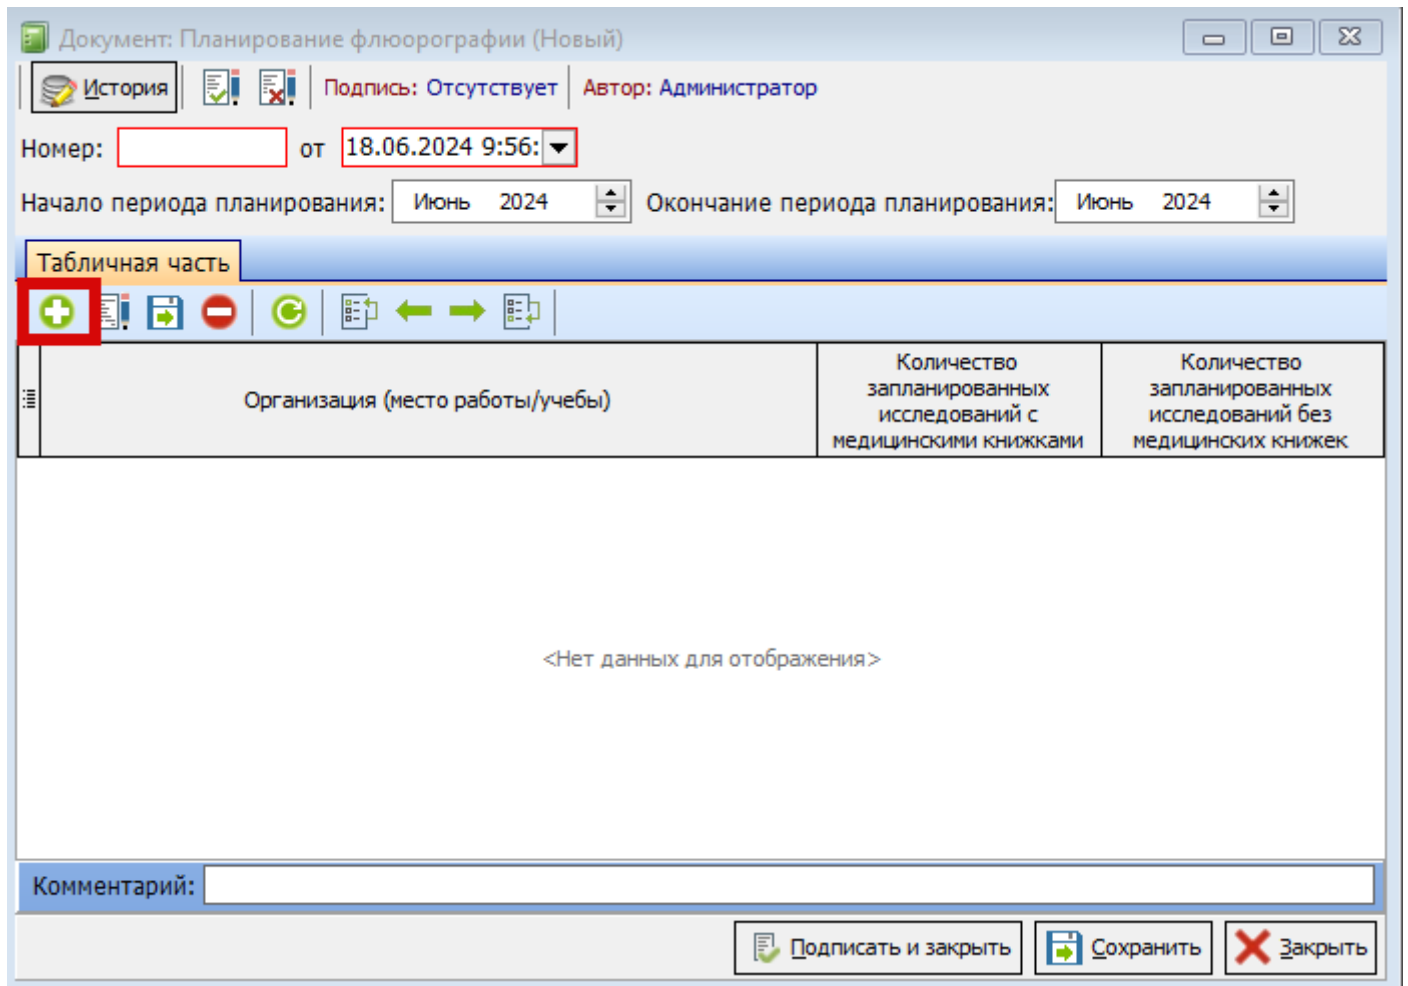 Документ: Планирование флюорографии (Новый)
История Подпись: Отсутствует Автор: Администратор
Номер: от 18.06.2024 9:56:
Начало периода планирования: Июнь 2024 Окончание периода планирования: Июнь 2024
Табличная часть
Организация (место работы/учебы)
Количество
запланированных
исследований с
медицинскими книжками
Количество
запланированных
исследований без
медицинских книжек
<Нет данных для отображения>
Комментарий:
Подписать и закрыть Сохранить Закрыть